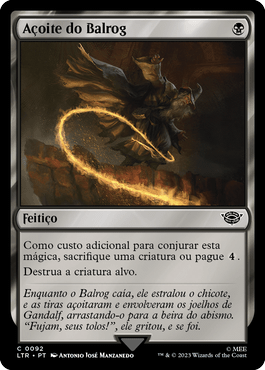 Açoite do Balrog
Feitiço
Como custo adicional para conjurar esta
mágica, sacrifique uma criatura ou pague 4.
Destrua a criatura alvo.
Enquanto o Balrog caía, ele estralou o chicote,
e as tiras açoitaram e envolveram os joelhos de
Gandalf, arrastando-o para a beira do abismo.
“Fujam, seus tolos!”, ele gritou, e se foi.
C 0092
LTR • PT Antonio José Manzanedo
© MEE
™ & © 2023 Wizards of the Coast